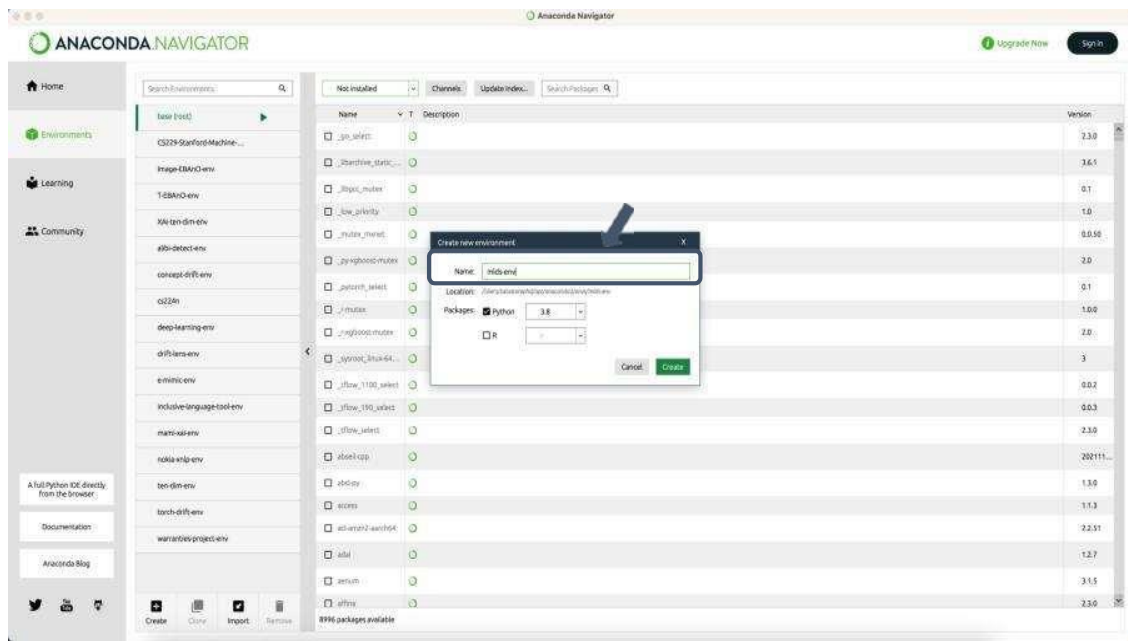 Anaconda Navigator
ANACONDA.NAVIGATOR
Upgrade Now
Sign in
Home
Environments
Learning
Community
A full Python IDE directly
from the browser
Documentation
Anaconda Blog
Search Environments
base (root)
CS229-Stanford-Machine-...
Image-EBAnO-env
T-EBAnO-env
XAI-ten-dim-env
alibi-detect-env
concept-drift-env
cs224n
deep-learning-env
drift-lens-env
e-mimic-env
inclusive-language-tool-env
mami-xai-env
nokia-xnlp-env
ten-dim-env
torch-drift-env
warranties-project-env
Create
Clone
Import
Remove
Not installed
Channels
Update index...
Search Packages
Name T Description Version
_go_select 2.3.0
_libarchive_static_... 3.6.1
_libgcc_mutex 0.1
_low_priority 1.0
_mutex_mxnet 0.0.50
_py-xgboost-mutex 2.0
_pytorch_select 0.1
_r-mutex 1.0.0
_r-xgboost-mutex 2.0
_sysroot_linux-64... 3
_tflow_1100_select 0.0.2
_tflow_190_select 0.0.3
_tflow_select 2.3.0
abseil-cpp 202111...
absl-py 1.3.0
access 1.1.3
acl-amzn2-aarch64 2.2.51
adal 1.2.7
aenum 3.1.5
affine 2.3.0
8996 packages available
Create new environment X
Name: mids-env
Location:
Packages: Python 3.8
R
Cancel
Create